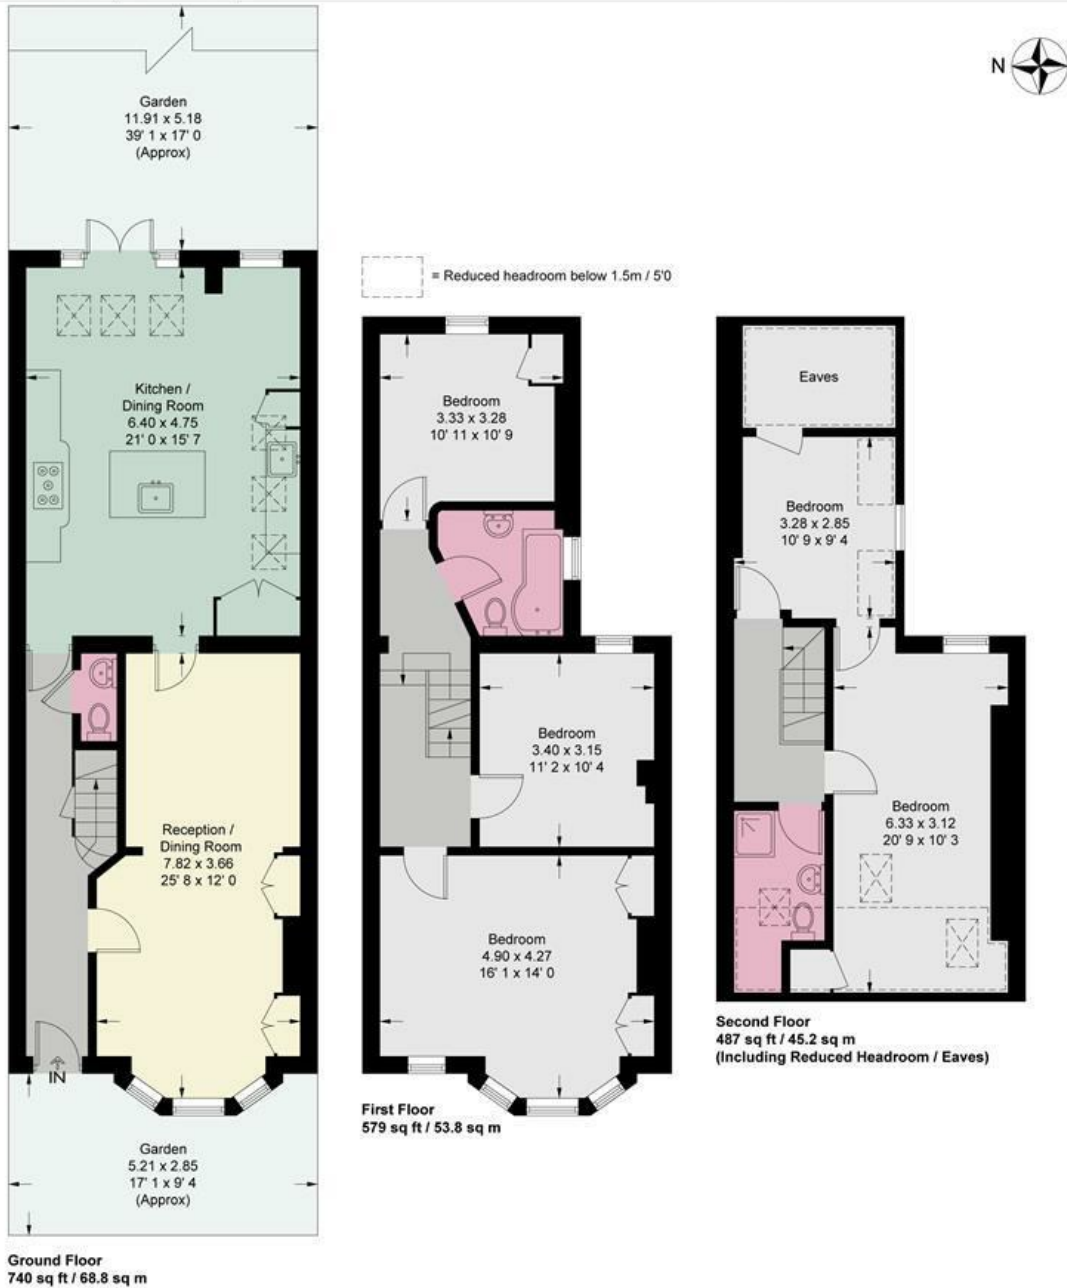 N
Garden
11.91 x 5.18
39' 1 x 17' 0
(Approx)
= Reduced headroom below 1.5m / 5'0
Kitchen /
Dining Room
6.40 x 4.75
21' 0 x 15' 7
Reception /
Dining Room
7.82 x 3.66
25' 8 x 12' 0
IN
Garden
5.21 x 2.85
17' 1 x 9' 4
(Approx)
Ground Floor
740 sq ft / 68.8 sq m
Bedroom
3.33 x 3.28
10' 11 x 10' 9
Bedroom
3.40 x 3.15
11' 2 x 10' 4
Bedroom
4.90 x 4.27
16' 1 x 14' 0
First Floor
579 sq ft / 53.8 sq m
Eaves
Bedroom
3.28 x 2.85
10' 9 x 9' 4
Bedroom
6.33 x 3.12
20' 9 x 10' 3
Second Floor
487 sq ft / 45.2 sq m
(Including Reduced Headroom / Eaves)